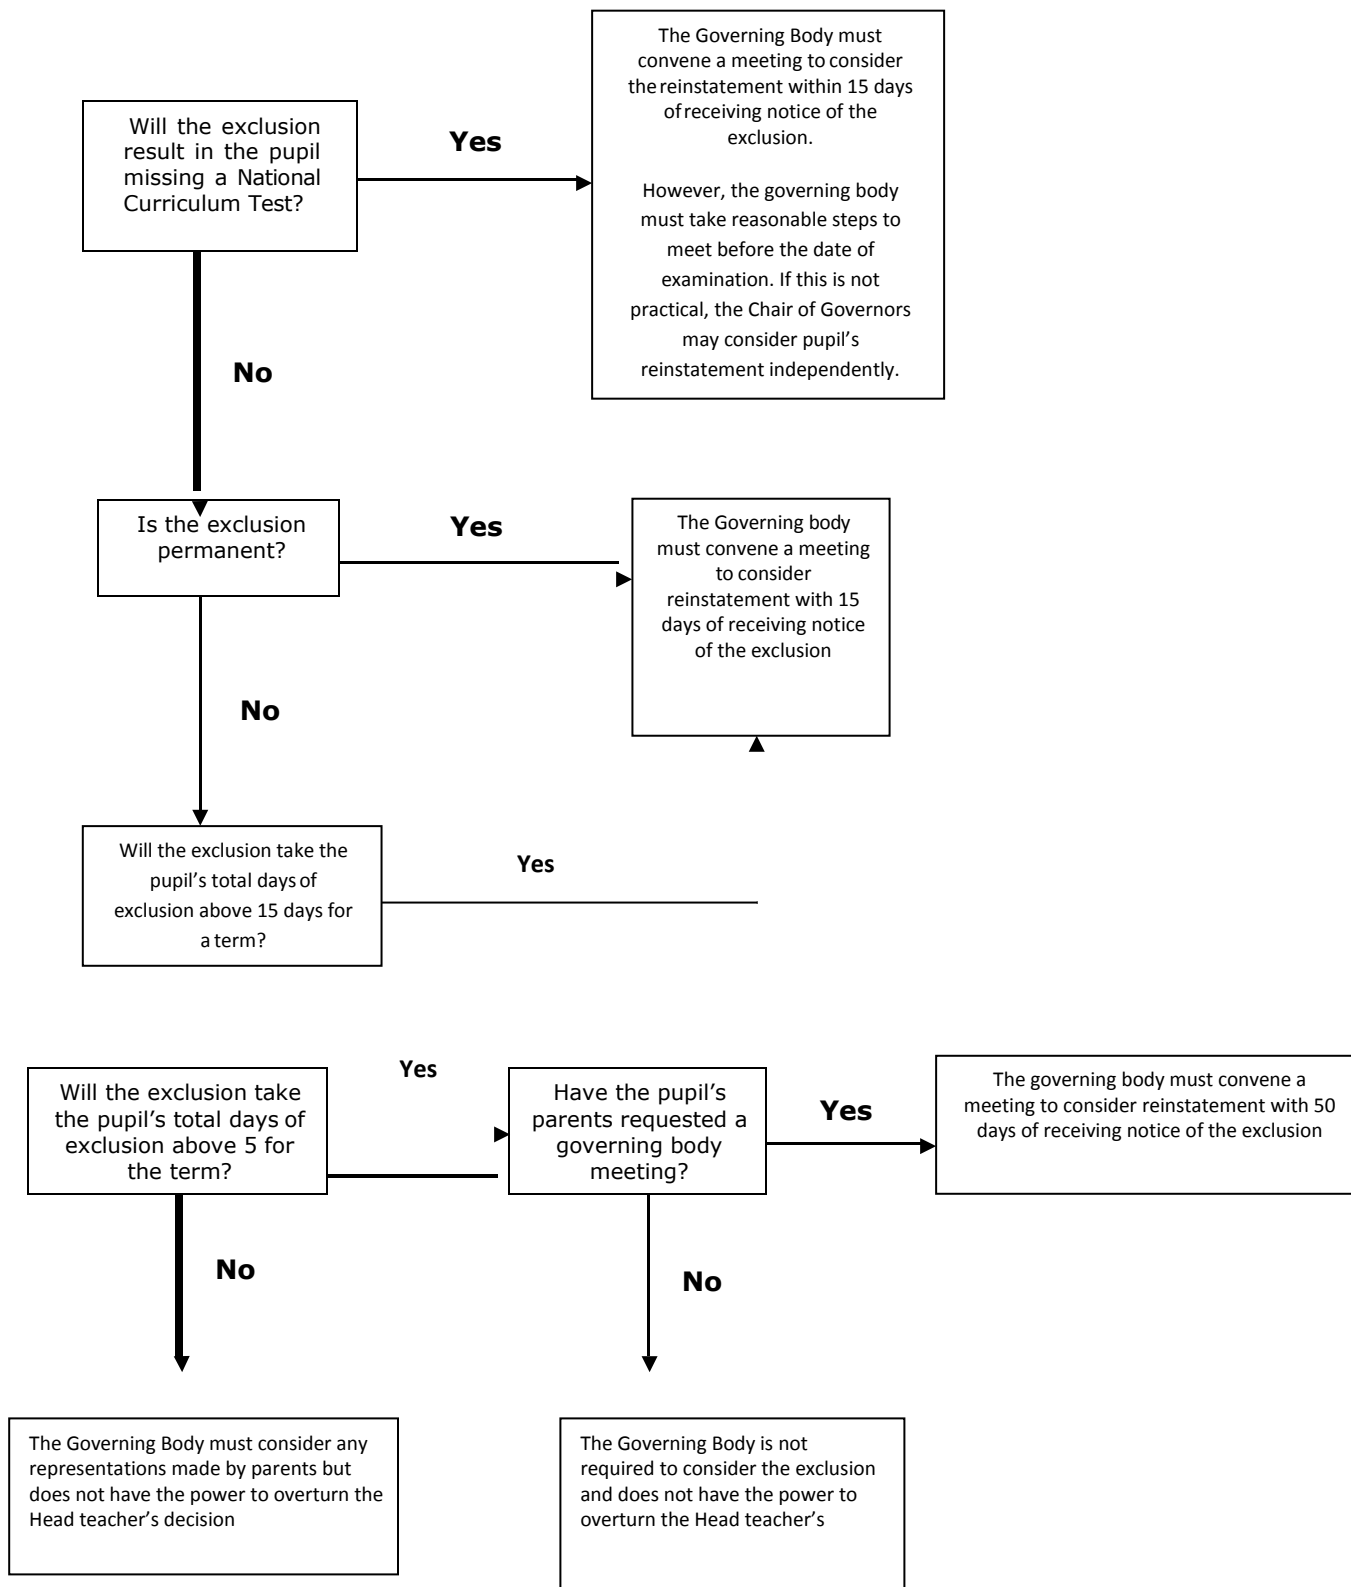 The Governing Body must
convene a meeting to consider
the reinstatement within 15 days
of receiving notice of the
exclusion.
However, the governing body
must take reasonable steps to
meet before the date of
examination. If this is not
practical, the Chair of Governors
may consider pupil's
reinstatement independently.
Will the exclusion
result in the pupil
missing a National
Curriculum Test?
Yes
No
Is the exclusion
permanent?
Yes
The Governing body
must convene a meeting
to consider
reinstatement with 15
days of receiving notice
of the exclusion
No
Will the exclusion take the
pupil's total days of
exclusion above 15 days for
a term?
Yes
Will the exclusion take
the pupil's total days of
exclusion above 5 for
the term?
Yes
Have the pupil's
parents requested a
governing body
meeting?
Yes
The governing body must convene a
meeting to consider reinstatement with 50
days of receiving notice of the exclusion
No
No
The Governing Body must consider any
representations made by parents but
does not have the power to overturn the
Head teacher's decision
The Governing Body is not
required to consider the exclusion
and does not have the power to
overturn the Head teacher's